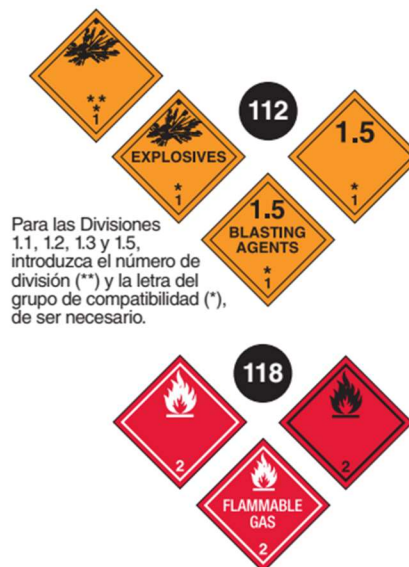 **
*
1
EXPLOSIVES
*
1
112
1.5
*
1
1.5
BLASTING
AGENTS
*
1
Para las Divisiones
1.1, 1.2, 1.3 y 1.5,
introduzca el número de
división (**) y la letra del
grupo de compatibilidad (*),
de ser necesario.
118
2
2
FLAMMABLE
GAS
2